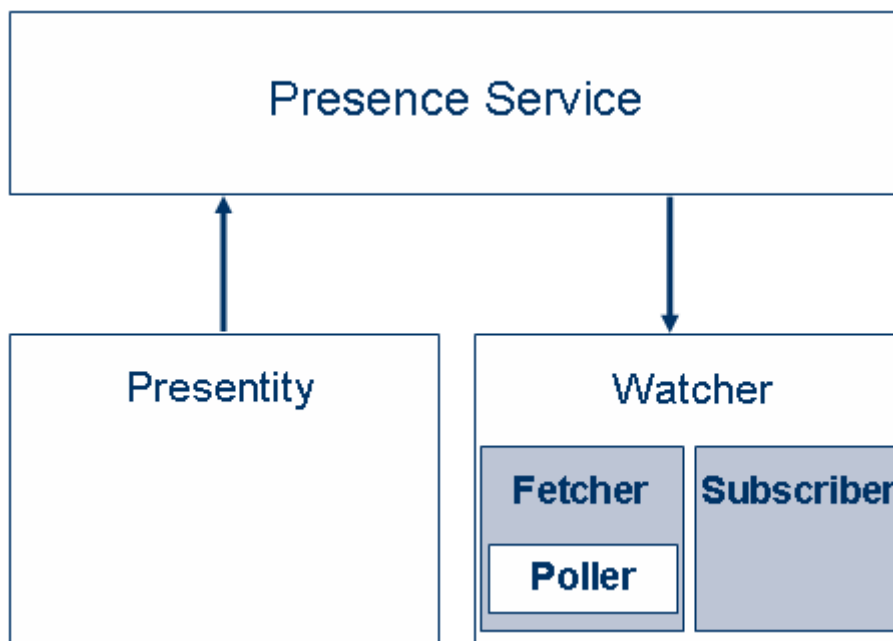 Presence Service
Presentity
Watcher
Fetcher
Subscriber
Poller